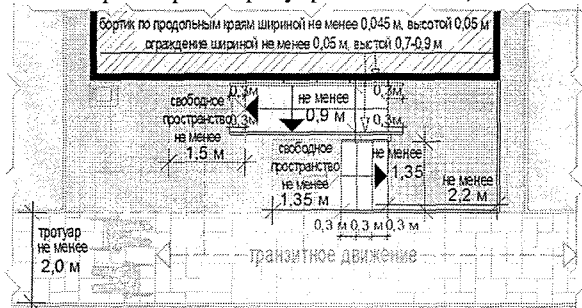 бортик по продольным краям шириной не менее 0,045 м, высотой 0,05 м
ограждение шириной не менее 0,05 м, выстой 0,7-0,9 м
0,3м
не менее
0,9 м
0,3м
свободное
пространство
не менее
1,5 м
0,3м
0,3м
свободное
пространство
не менее
1,35 м
не менее
1,35
не менее
2,2 м
0,3 м 0,3 м 0,3 м
тротуар
не менее
2,0 м
транзитное движение